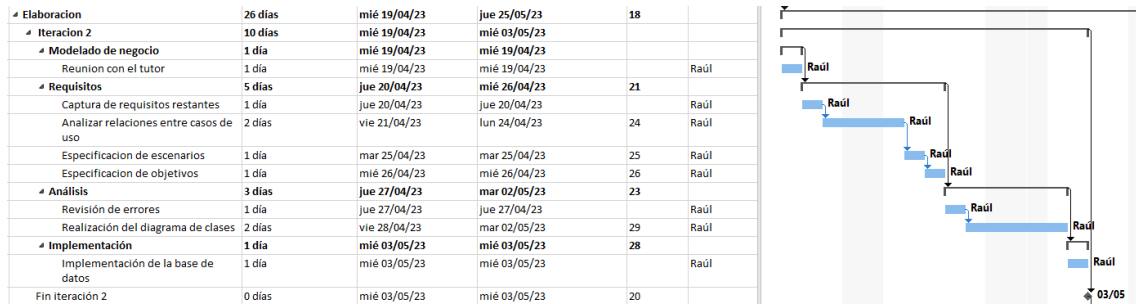 Elaboracion 26 días mié 19/04/23 jue 25/05/23 18
Iteracion 2 10 días mié 19/04/23 mié 03/05/23
Modelado de negocio 1 día mié 19/04/23 mié 19/04/23
Reunion con el tutor 1 día mié 19/04/23 mié 19/04/23 Raúl Raúl
Requisitos 5 días jue 20/04/23 mié 26/04/23 21
Captura de requisitos restantes 1 día jue 20/04/23 jue 20/04/23 Raúl Raúl
Analizar relaciones entre casos de 2 días vie 21/04/23 lun 24/04/23 24 Raúl Raúl
uso
Especificacion de escenarios 1 día mar 25/04/23 mar 25/04/23 25 Raúl Raúl
Especificacion de objetivos 1 día mié 26/04/23 mié 26/04/23 26 Raúl Raúl
Análisis 3 días jue 27/04/23 mar 02/05/23 23
Revisión de errores 1 día jue 27/04/23 jue 27/04/23 Raúl Raúl
Realización del diagrama de clases 2 días vie 28/04/23 mar 02/05/23 29 Raúl Raúl
Implementación 1 día mié 03/05/23 mié 03/05/23 28
Implementación de la base de 1 día mié 03/05/23 mié 03/05/23 Raúl Raúl
datos
Fin iteración 2 0 días mié 03/05/23 mié 03/05/23 20 03/05